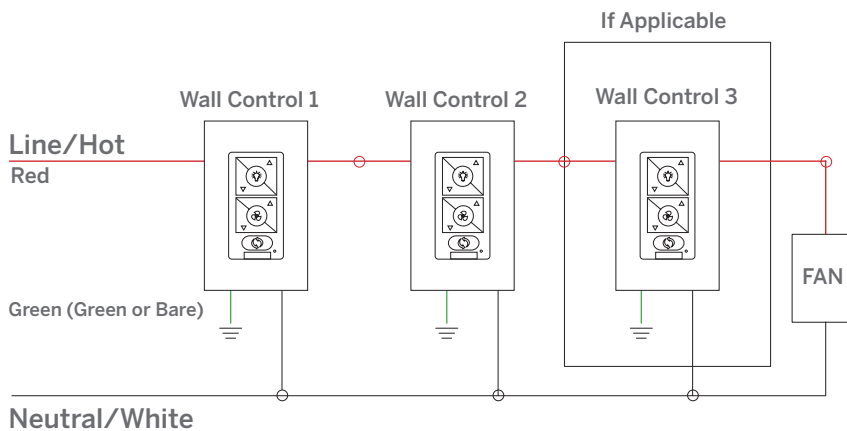 If Applicable
Wall Control 1
Wall Control 2
Wall Control 3
Line/Hot
Red
FAN
Green (Green or Bare)
Neutral/White